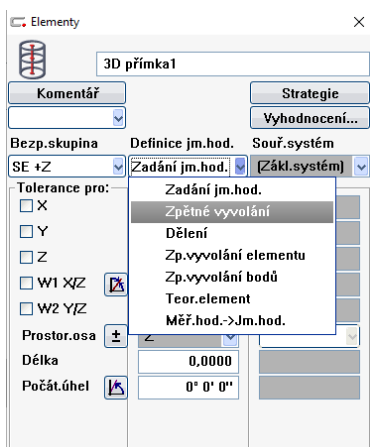 Elementy
3D přímka1
Komentář Strategie
Vyhodnocení...
Bezp.skupina Definice jm.hod. Souř.systém
SE +Z Zadání jm.hod. (Zákl.systém)
Tolerance pro:
Zadání jm.hod.
X
Zpětné vyvolání
Y
Dělení
Z
Zp.vyvolání elementu
W1 X/Z
Zp.vyvolání bodů
Teor.element
W2 Y/Z
Měř.hod.->Jm.hod.
Prostor.osa ± Z
Délka 0,0000
Počát.úhel 0° 0' 0''